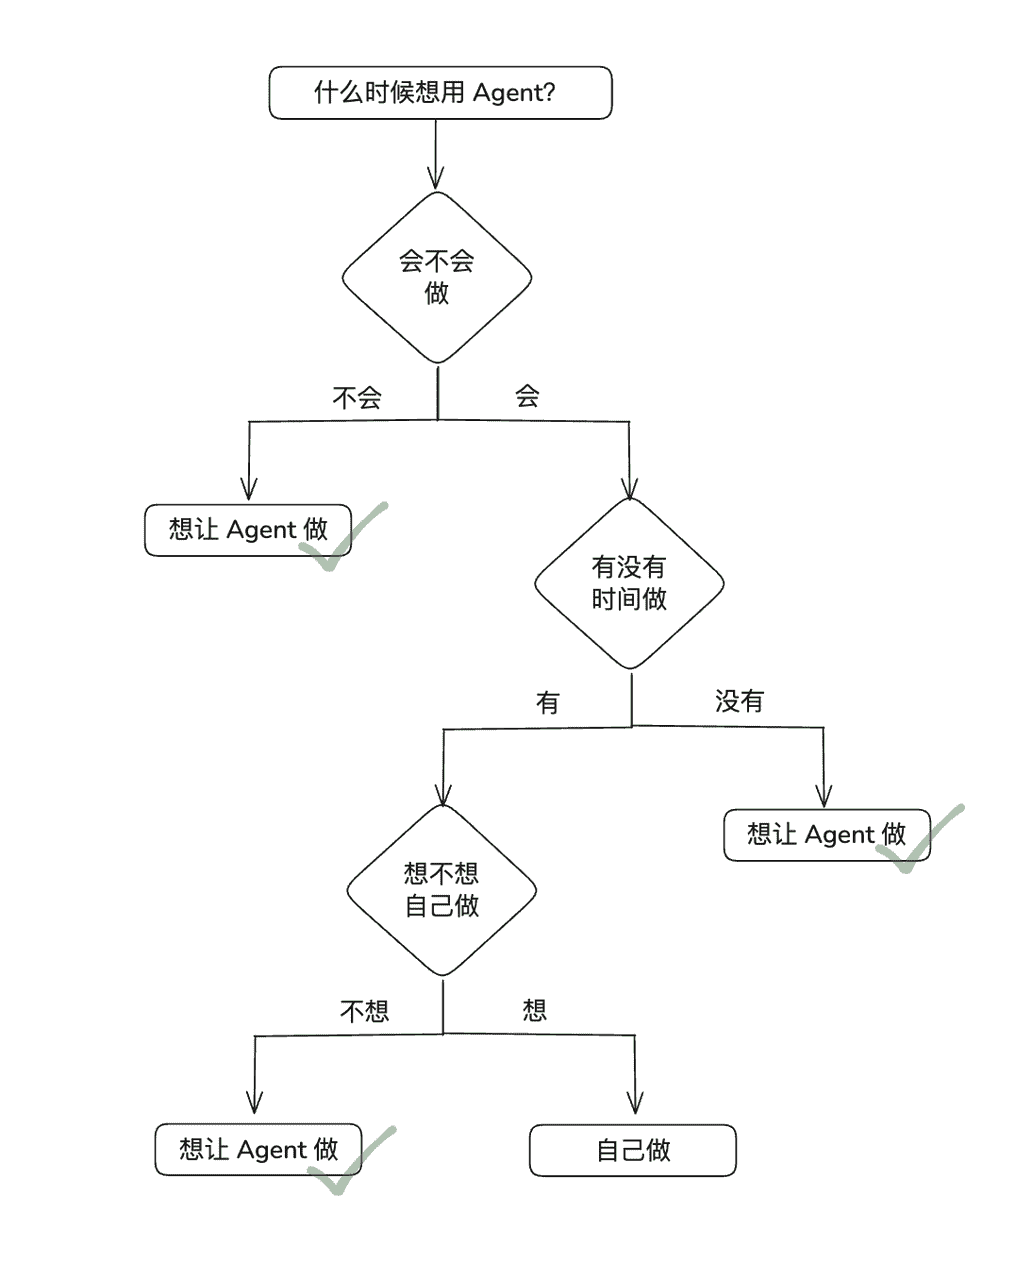 什么时候想用 Agent?
会不会
做
不会
会
想让 Agent 做
有没有
时间做
有
没有
想让 Agent 做
想不想
自己做
不想
想
想让 Agent 做
自己做